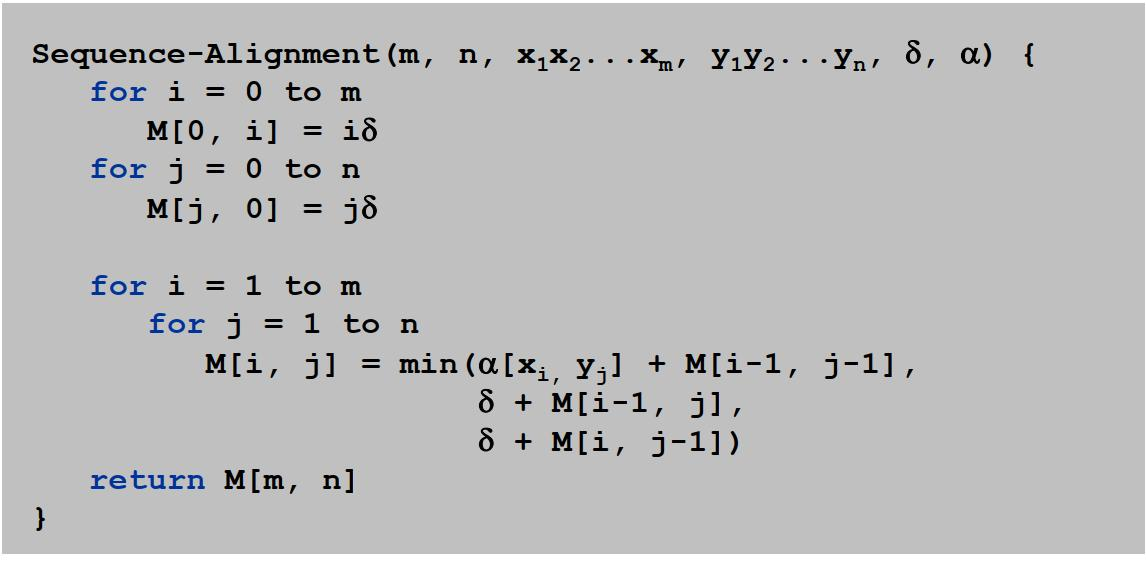 Sequence-Alignment(m, n, x₁x₂...xₘ, y₁y₂...yₙ, δ, α) {
   for i = 0 to m
      M[0, i] = iδ
   for j = 0 to n
      M[j, 0] = jδ

   for i = 1 to m
      for j = 1 to n
         M[i, j] = min(α[xᵢ, yⱼ] + M[i-1, j-1],
                       δ + M[i-1, j],
                       δ + M[i, j-1])
   return M[m, n]
}